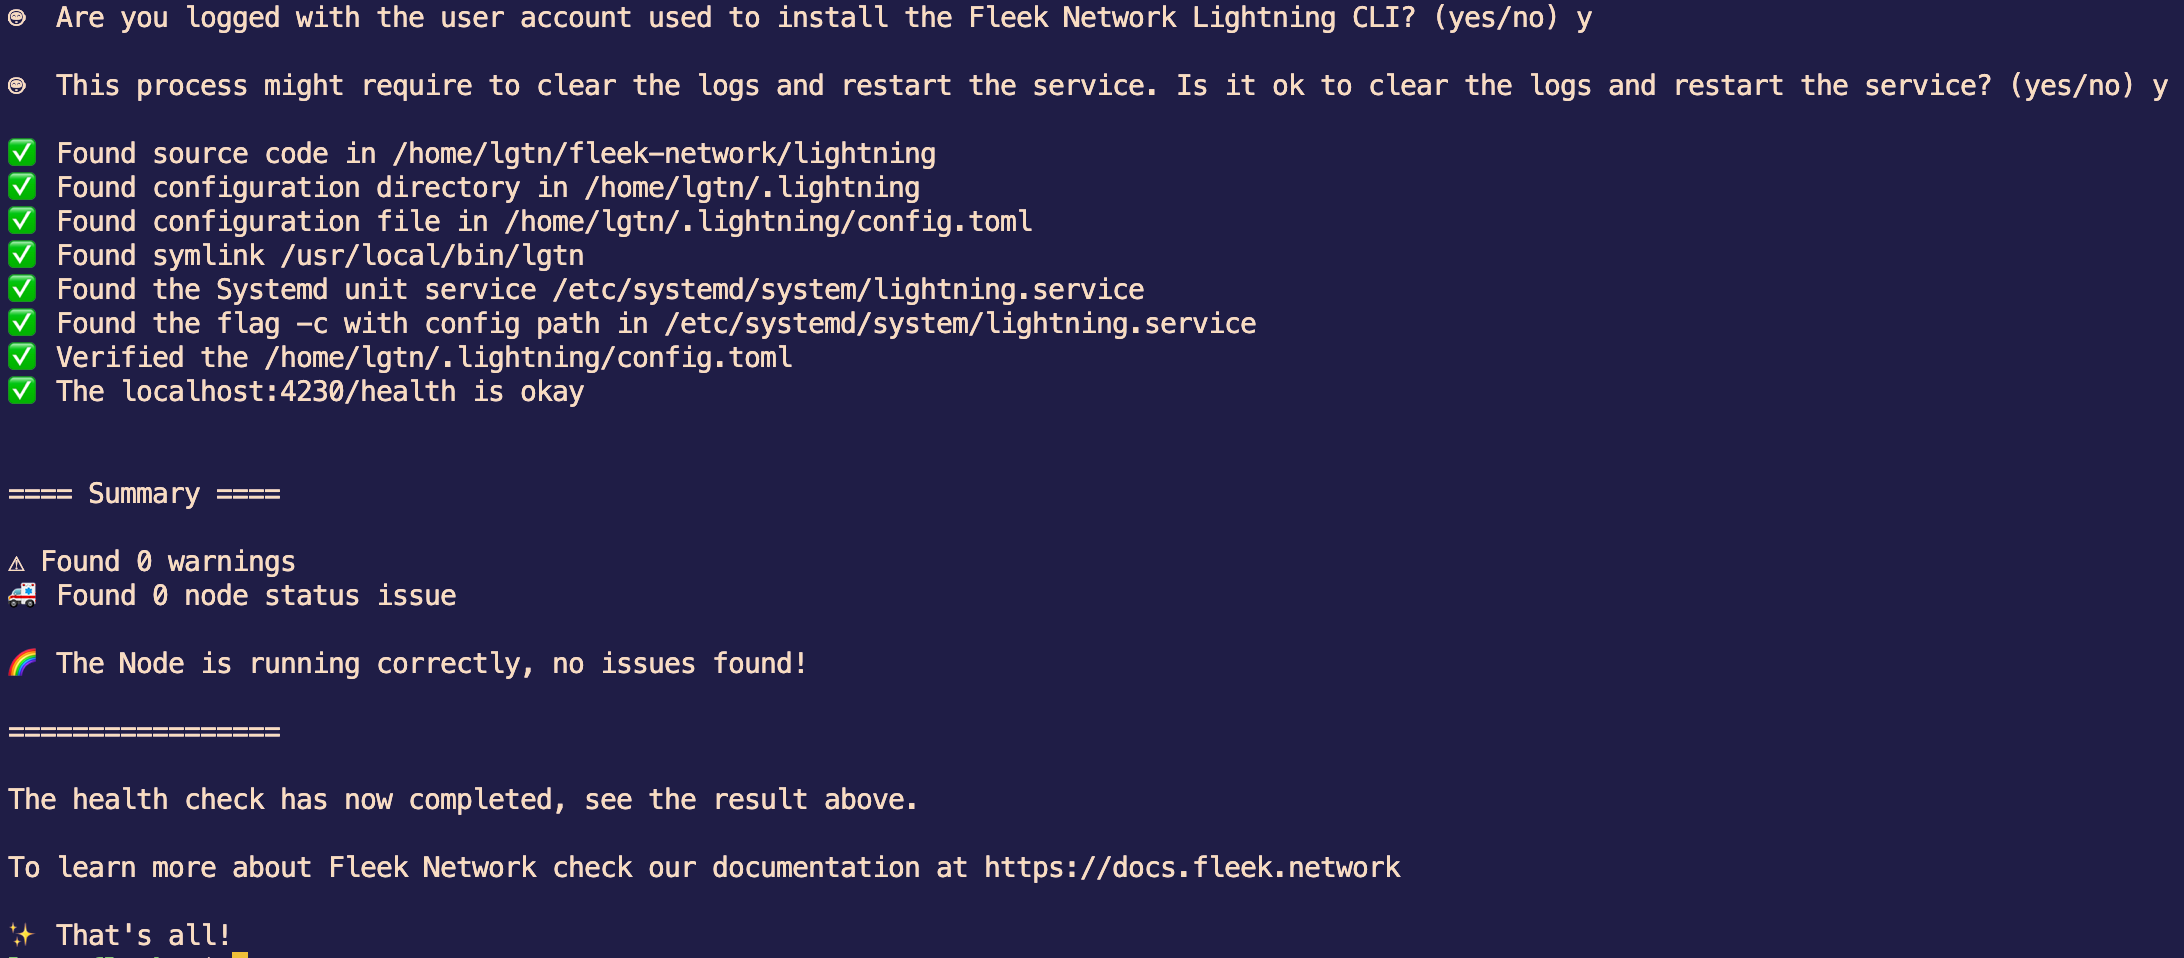 Are you logged with the user account used to install the Fleek Network Lightning CLI? (yes/no) y
This process might require to clear the logs and restart the service. Is it ok to clear the logs and restart the service? (yes/no) y
✅ Found source code in /home/lgtn/fleek-network/lightning
✅ Found configuration directory in /home/lgtn/.lightning
✅ Found configuration file in /home/lgtn/.lightning/config.toml
✅ Found symlink /usr/local/bin/lgtn
✅ Found the Systemd unit service /etc/systemd/system/lightning.service
✅ Found the flag -c with config path in /etc/systemd/system/lightning.service
✅ Verified the /home/lgtn/.lightning/config.toml
✅ The localhost:4230/health is okay
==== Summary ====
⚠ Found 0 warnings
🚑 Found 0 node status issue
🌈 The Node is running correctly, no issues found!
=================
The health check has now completed, see the result above.
To learn more about Fleek Network check our documentation at https://docs.fleek.network
✨ That's all!